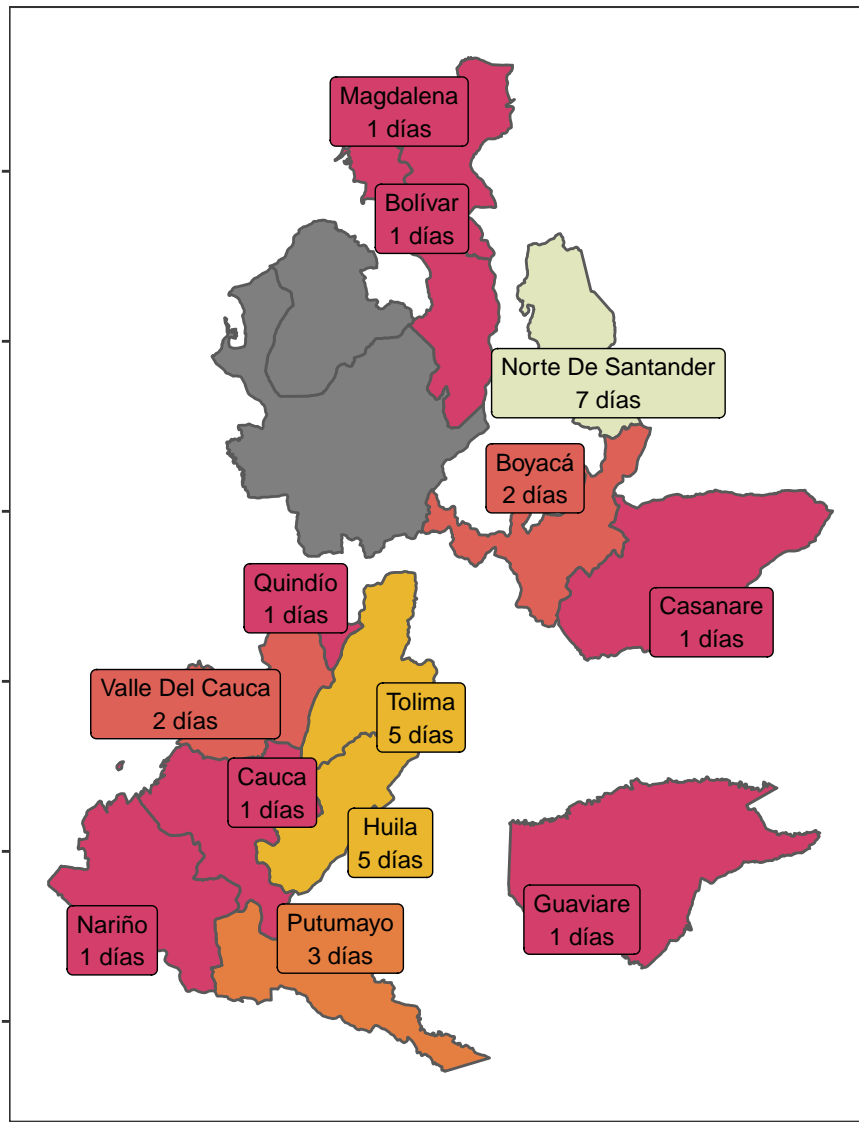 Magdalena
1 días
Bolívar
1 días
Norte De Santander
7 días
Boyacá
2 días
Quindío
1 días
Casanare
1 días
Valle Del Cauca
2 días
Tolima
5 días
Cauca
1 días
Huila
5 días
Guaviare
1 días
Nariño
1 días
Putumayo
3 días